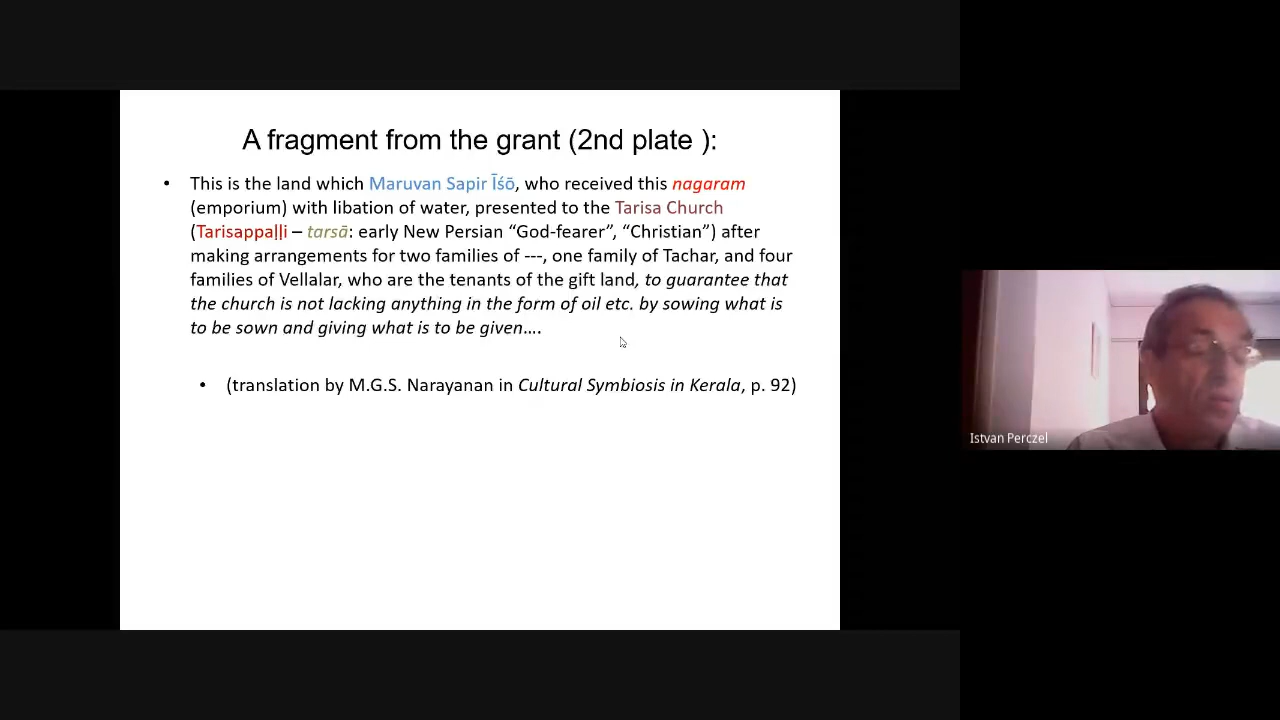 A fragment from the grant (2nd plate ):
• This is the land which Maruvan Sapir Īśō, who received this nagaram
(emporium) with libation of water, presented to the Tarisa Church
(Tarisappaḷḷi – tarsā: early New Persian “God-fearer”, “Christian”) after
making arrangements for two families of ---, one family of Tachar, and four
families of Vellalar, who are the tenants of the gift land, to guarantee that
the church is not lacking anything in the form of oil etc. by sowing what is
to be sown and giving what is to be given….
• (translation by M.G.S. Narayanan in Cultural Symbiosis in Kerala, p. 92)
Istvan Perczel